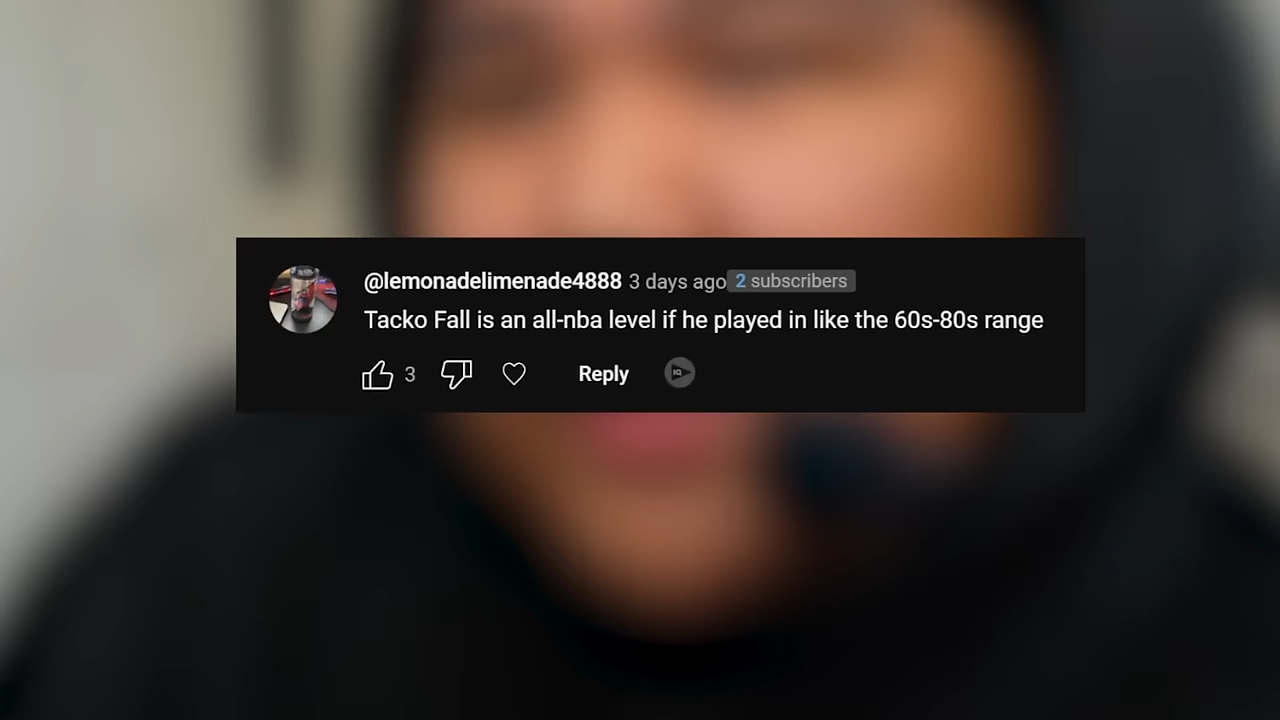 @lemonadelimenade4888 3 days ago 2 subscribers
Tacko Fall is an all-nba level if he played in like the 60s-80s range
3 Reply IQ